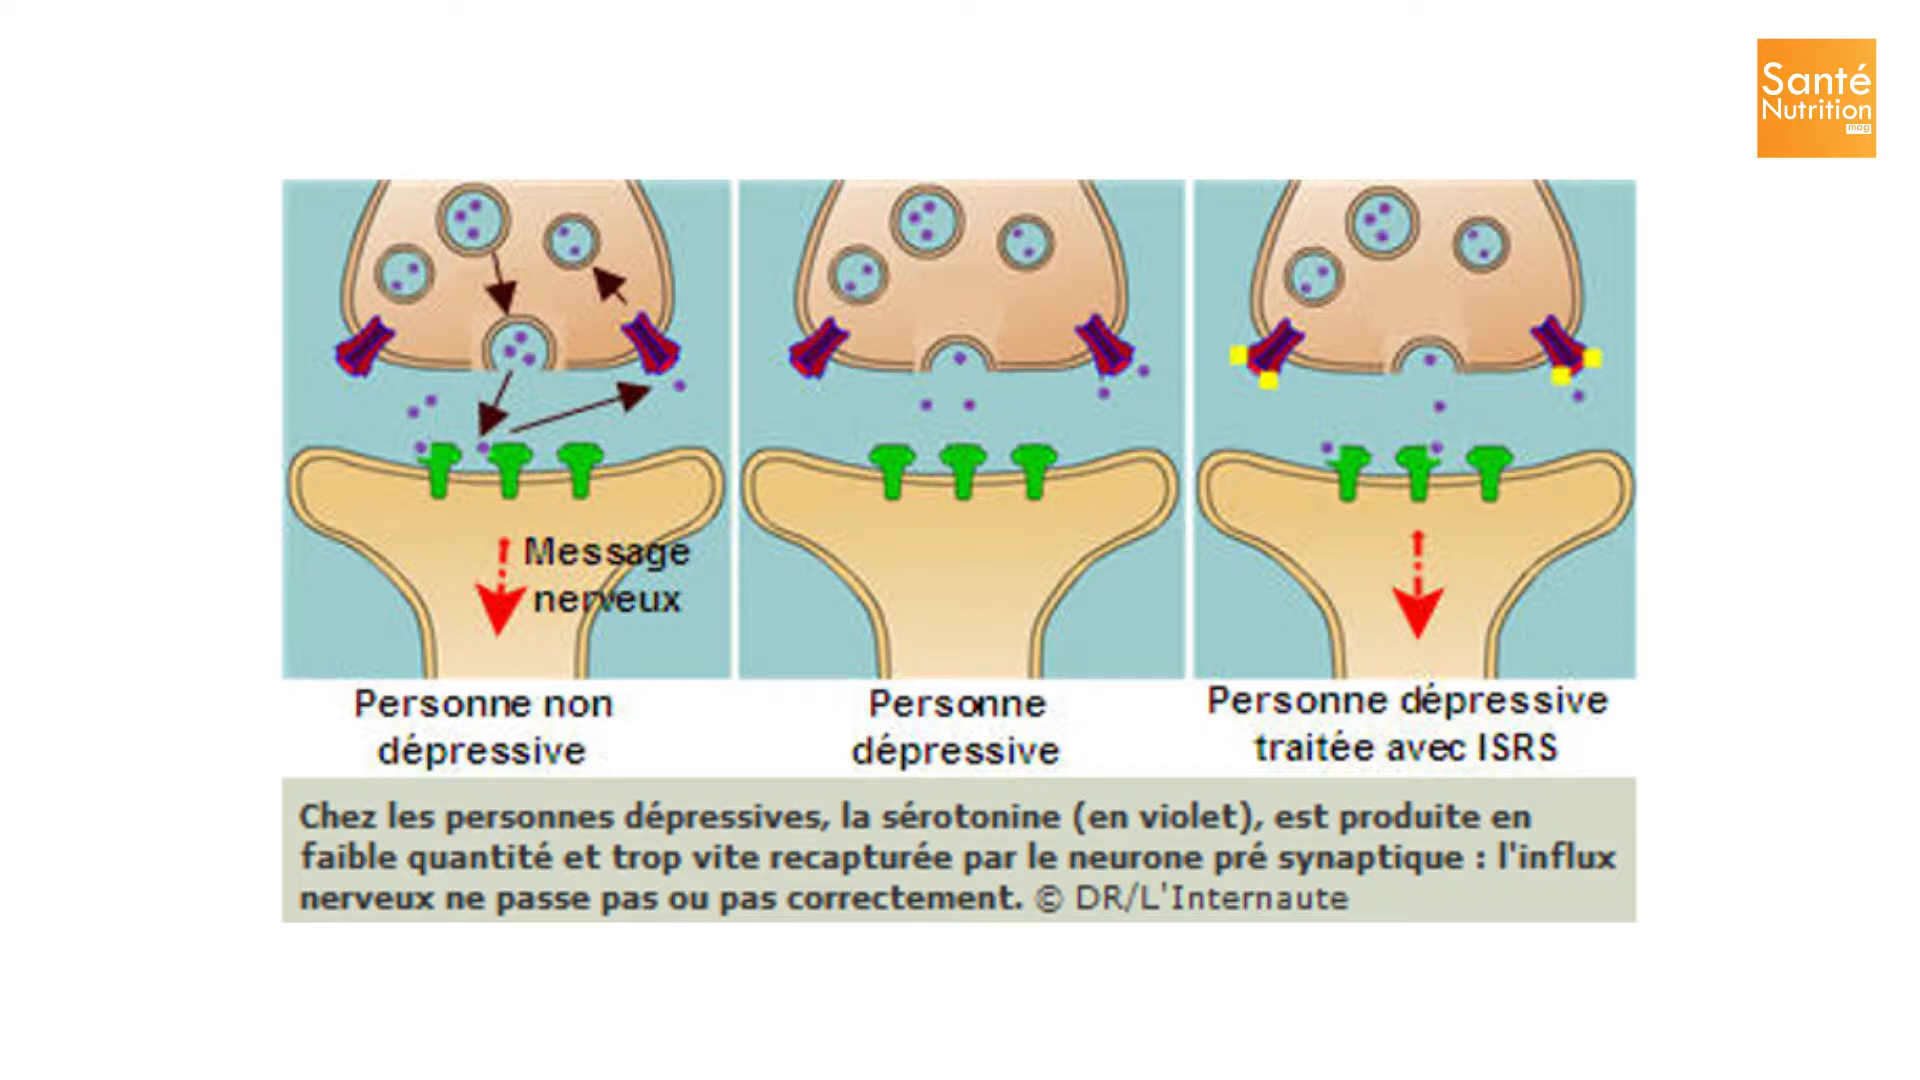 Santé
Nutrition
mag
Message
nerveux
Personne non
dépressive
Personne
dépressive
Personne dépressive
traitée avec ISRS
Chez les personnes dépressives, la sérotonine (en violet), est produite en
faible quantité et trop vite recapturée par le neurone pré synaptique : l'influx
nerveux ne passe pas ou pas correctement. © DR/L'Internaute